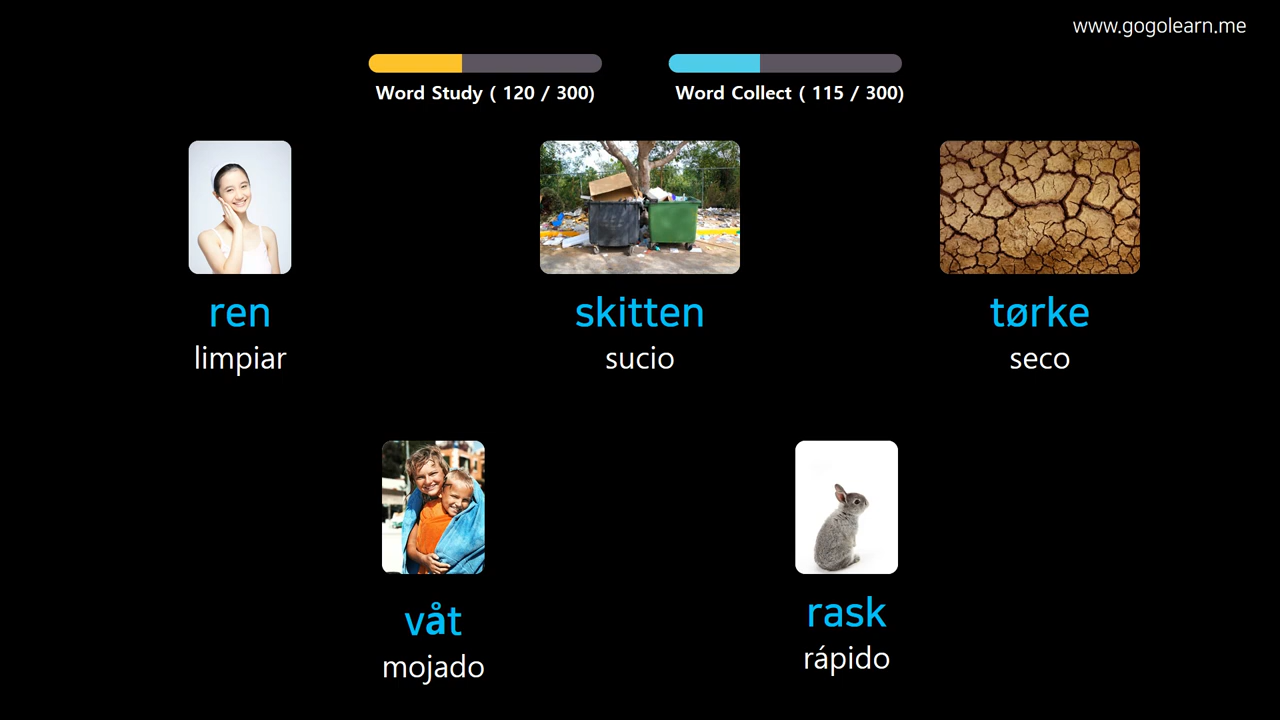 www.gogolearn.me
Word Study ( 120 / 300)
Word Collect ( 115 / 300)
ren
limpiar
skitten
sucio
tørke
seco
våt
mojado
rask
rápido